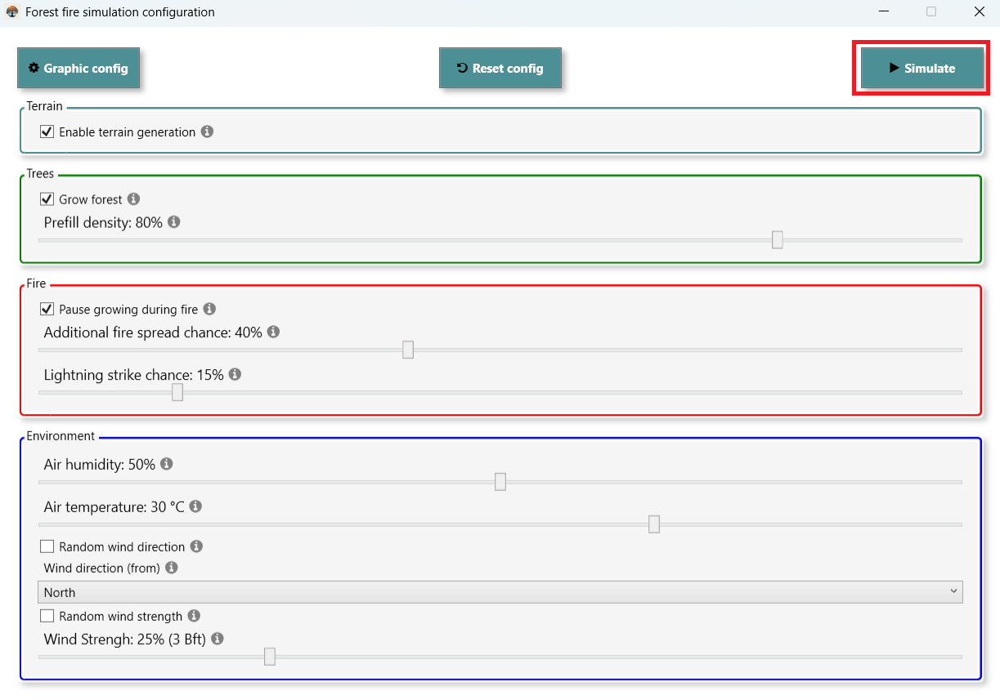 Forest fire simulation configuration
Graphic config
Reset config
Simulate
Terrain
Enable terrain generation
Trees
Grow forest
Prefill density: 80%
Fire
Pause growing during fire
Additional fire spread chance: 40%
Lightning strike chance: 15%
Environment
Air humidity: 50%
Air temperature: 30 °C
Random wind direction
Wind direction (from)
North
Random wind strength
Wind Strengh: 25% (3 Bft)